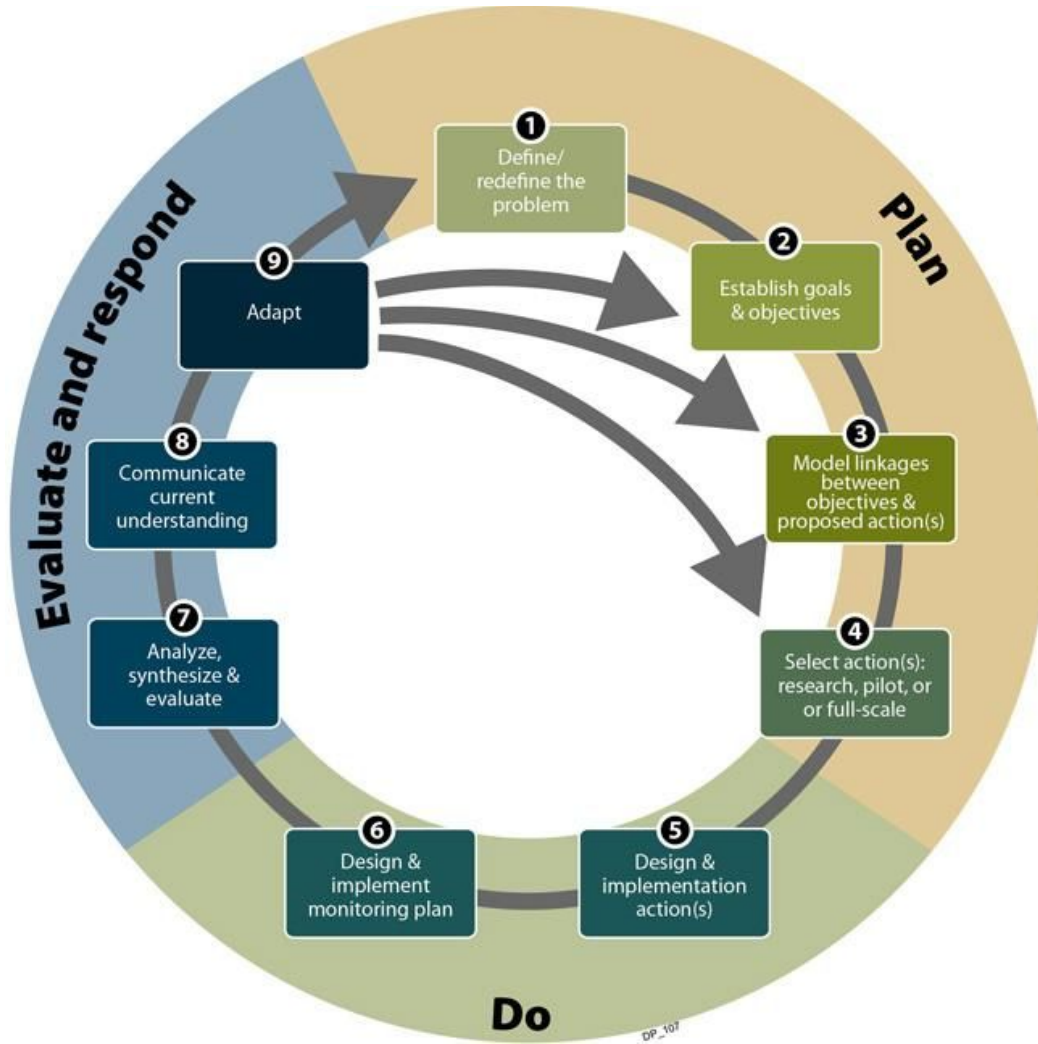 1
Define/
redefine the
problem
2
Establish goals
& objectives
3
Model linkages
between
objectives &
proposed action(s)
4
Select action(s):
research, pilot, or
or full-scale
5
Design &
implementation
action(s)
6
Design &
implement
monitoring plan
7
Analyze,
synthesize &
evaluate
8
Communicate
current
understanding
9
Adapt
Plan
Do
Evaluate and respond
DP_107